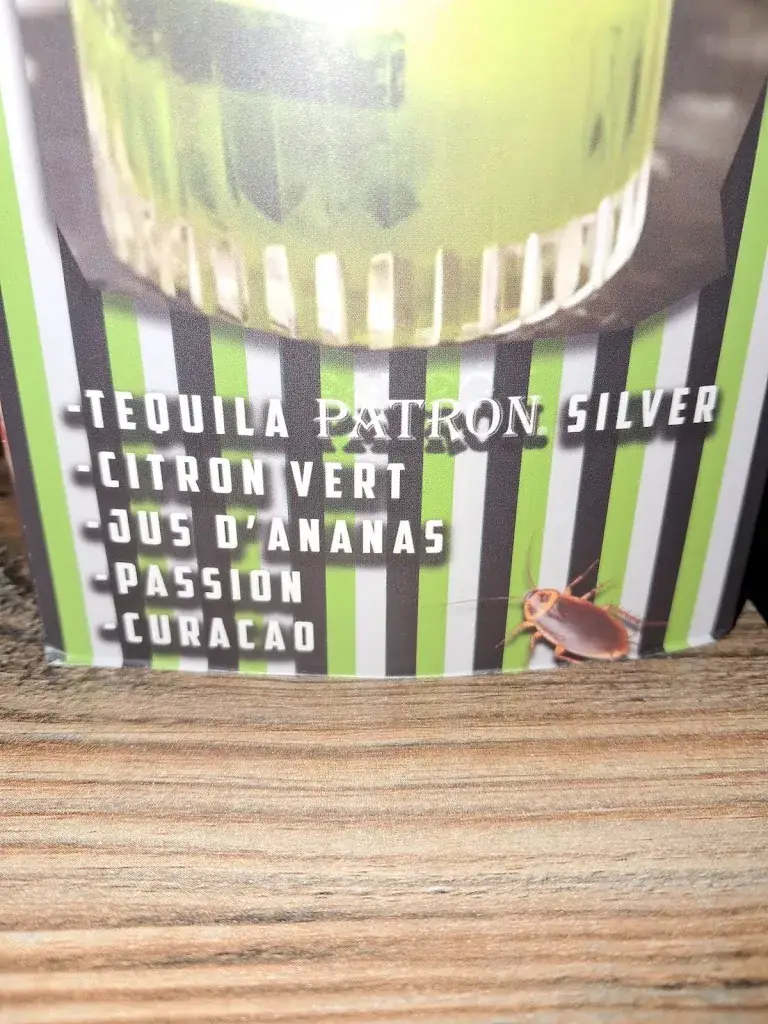 -TEQUILA PATRON. SILVER
-CITRON VERT
-JUS D'ANANAS
-PASSION
-CURACAO